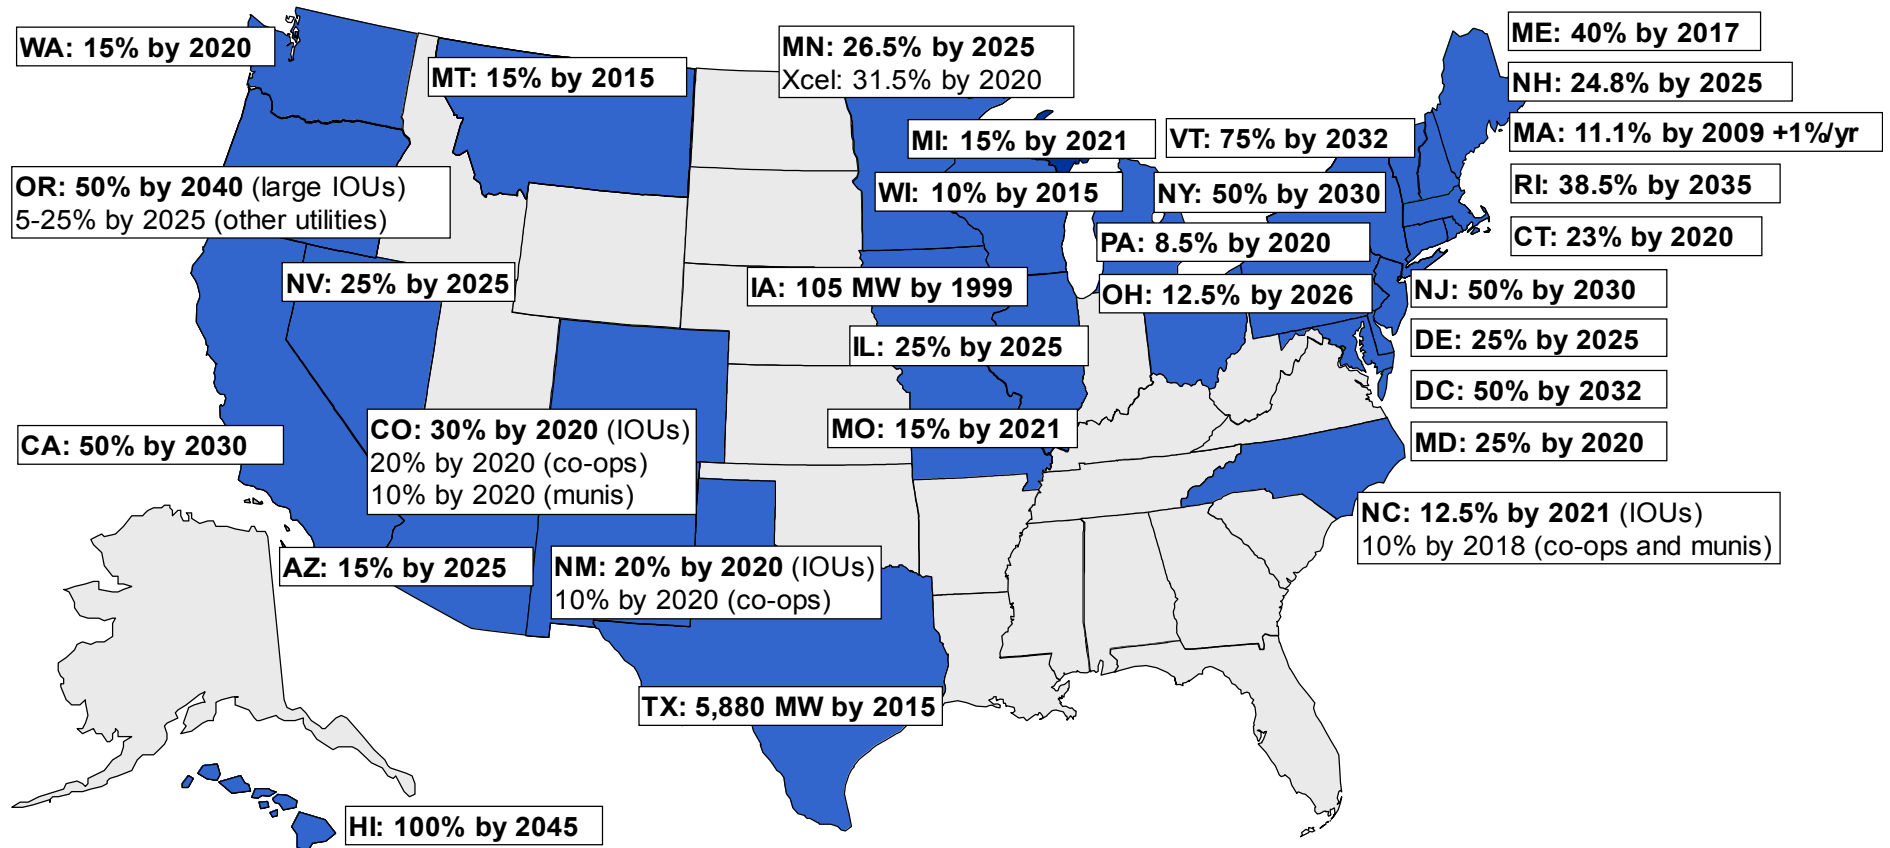 WA: 15% by 2020
MT: 15% by 2015
MN: 26.5% by 2025
Xcel: 31.5% by 2020
ME: 40% by 2017
NH: 24.8% by 2025
MI: 15% by 2021
VT: 75% by 2032
MA: 11.1% by 2009 +1%/yr
OR: 50% by 2040 (large IOUs)
5-25% by 2025 (other utilities)
WI: 10% by 2015
NY: 50% by 2030
RI: 38.5% by 2035
PA: 8.5% by 2020
CT: 23% by 2020
NV: 25% by 2025
IA: 105 MW by 1999
OH: 12.5% by 2026
NJ: 50% by 2030
IL: 25% by 2025
DE: 25% by 2025
DC: 50% by 2032
CA: 50% by 2030
CO: 30% by 2020 (IOUs)
20% by 2020 (co-ops)
10% by 2020 (munis)
MO: 15% by 2021
MD: 25% by 2020
NC: 12.5% by 2021 (IOUs)
10% by 2018 (co-ops and munis)
AZ: 15% by 2025
NM: 20% by 2020 (IOUs)
10% by 2020 (co-ops)
TX: 5,880 MW by 2015
HI: 100% by 2045